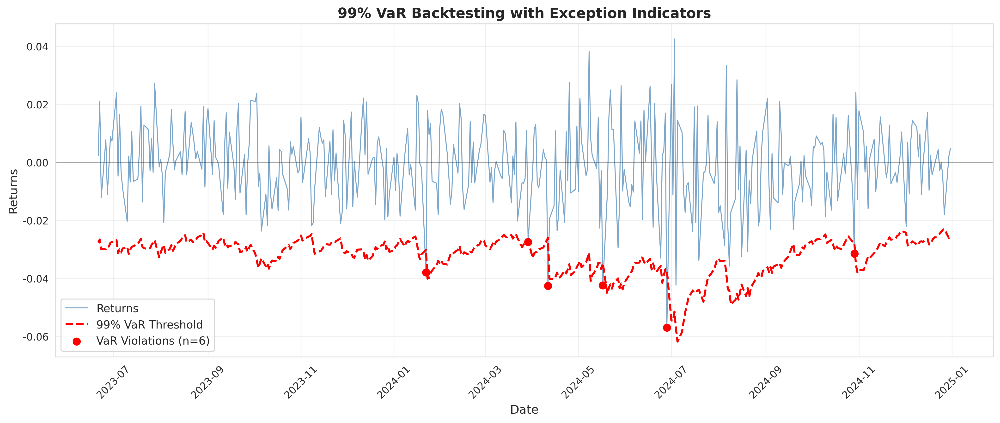 99% VaR Backtesting with Exception Indicators
Returns
0.04
0.02
0.00
-0.02
-0.04
-0.06
Returns
99% VaR Threshold
VaR Violations (n=6)
2023-07
2023-09
2023-11
2024-01
2024-03
2024-05
2024-07
2024-09
2024-11
2025-01
Date